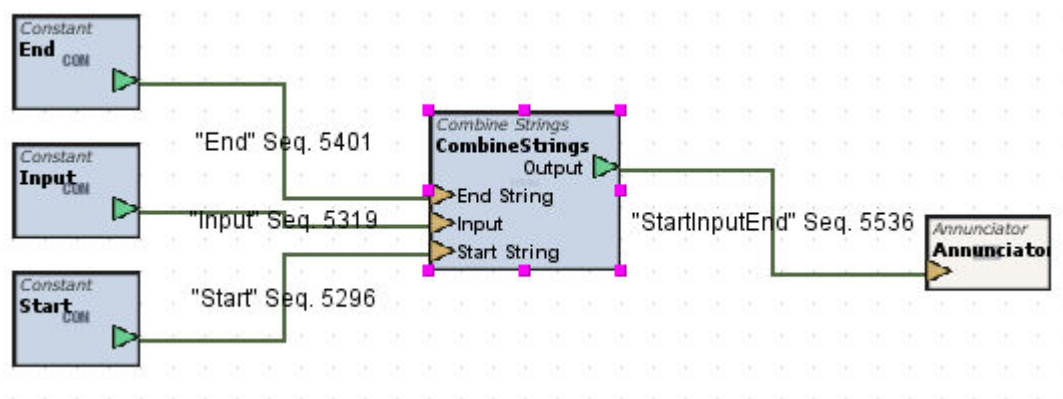 Constant
End
CON
"End" Seq. 5401
Constant
Input
CON
"Input" Seq. 5319
Constant
Start
CON
"Start" Seq. 5296
Combine Strings
CombineStrings
Output
End String
Input
Start String
"StartInputEnd" Seq. 5536
Annunciator
Annunciator